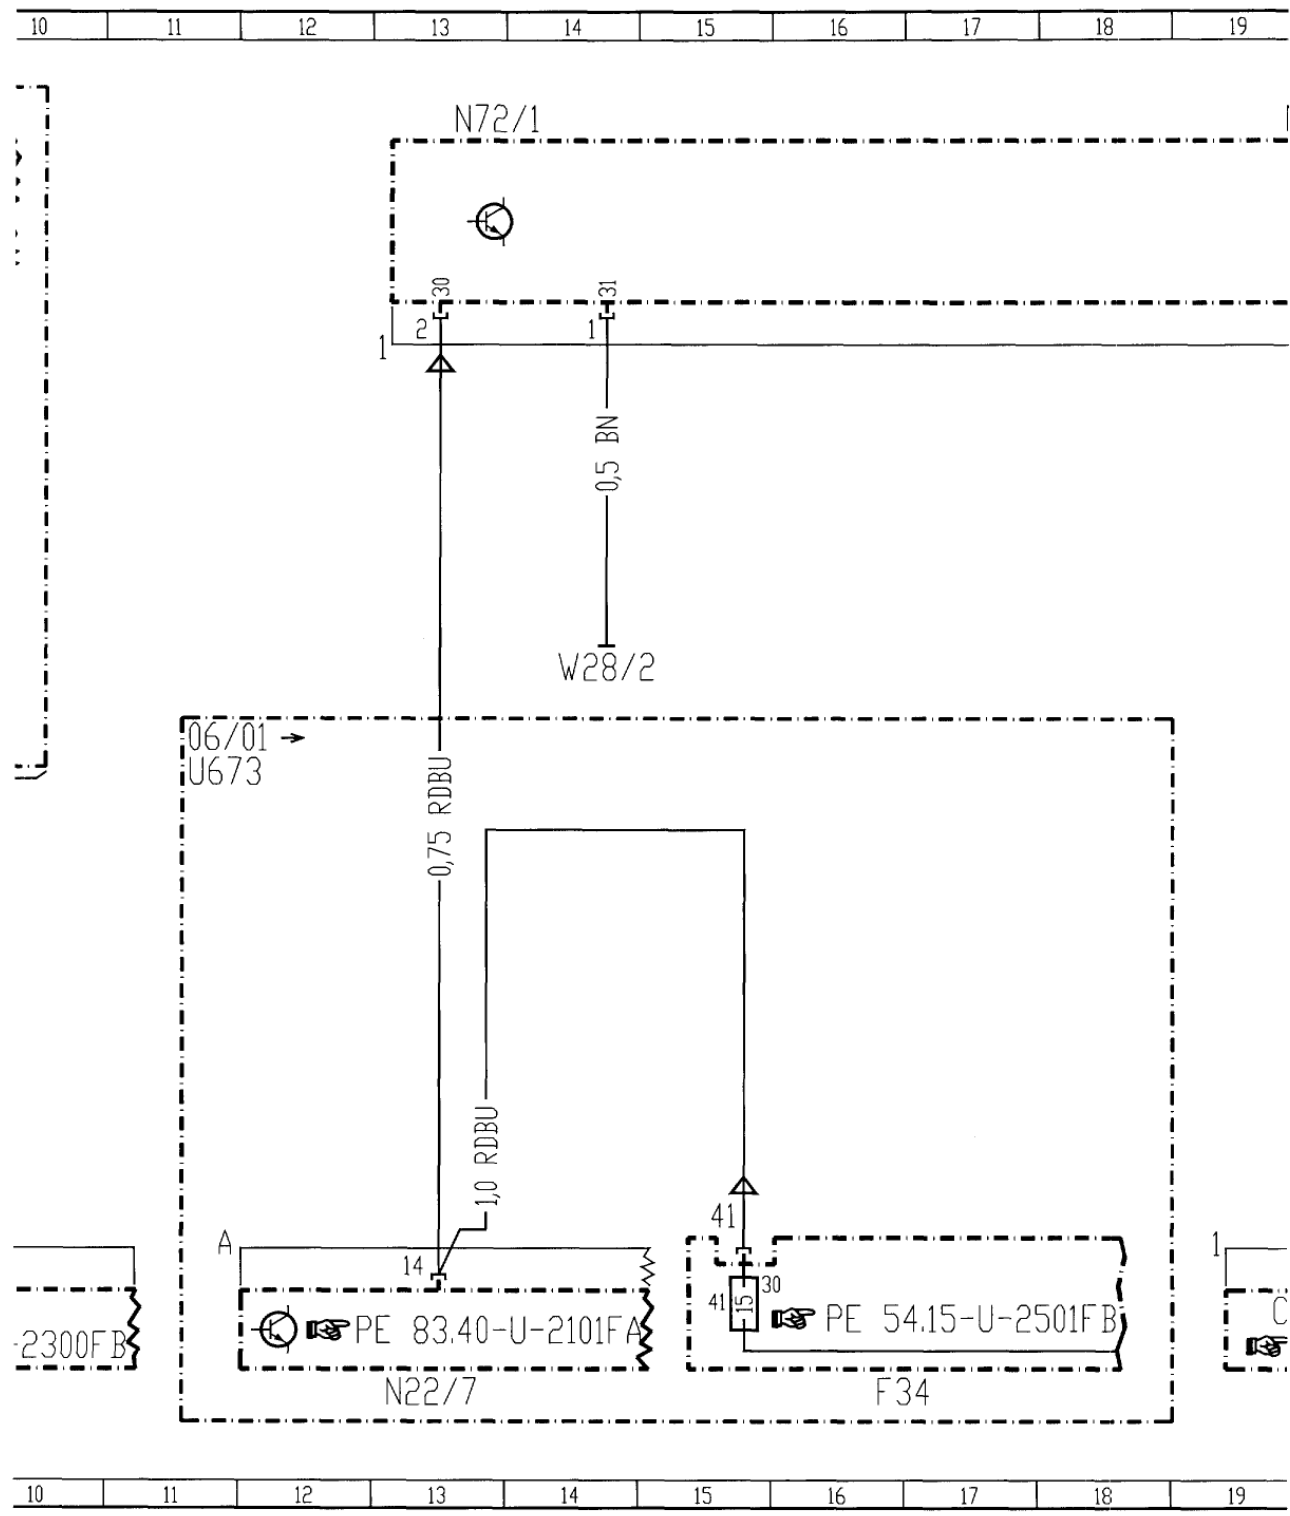 10 11 12 13 14 15 16 17 18 19
N72/1
30 31
2 1
1
0,5 BN
W28/2
06/01 →
U673
0,75 RDBU
1,0 RDBU
41
A
14
1
41 15 30
-2300FB
PE 83.40-U-2101FA
PE 54.15-U-2501FB
C
N22/7
F34
10 11 12 13 14 15 16 17 18 19